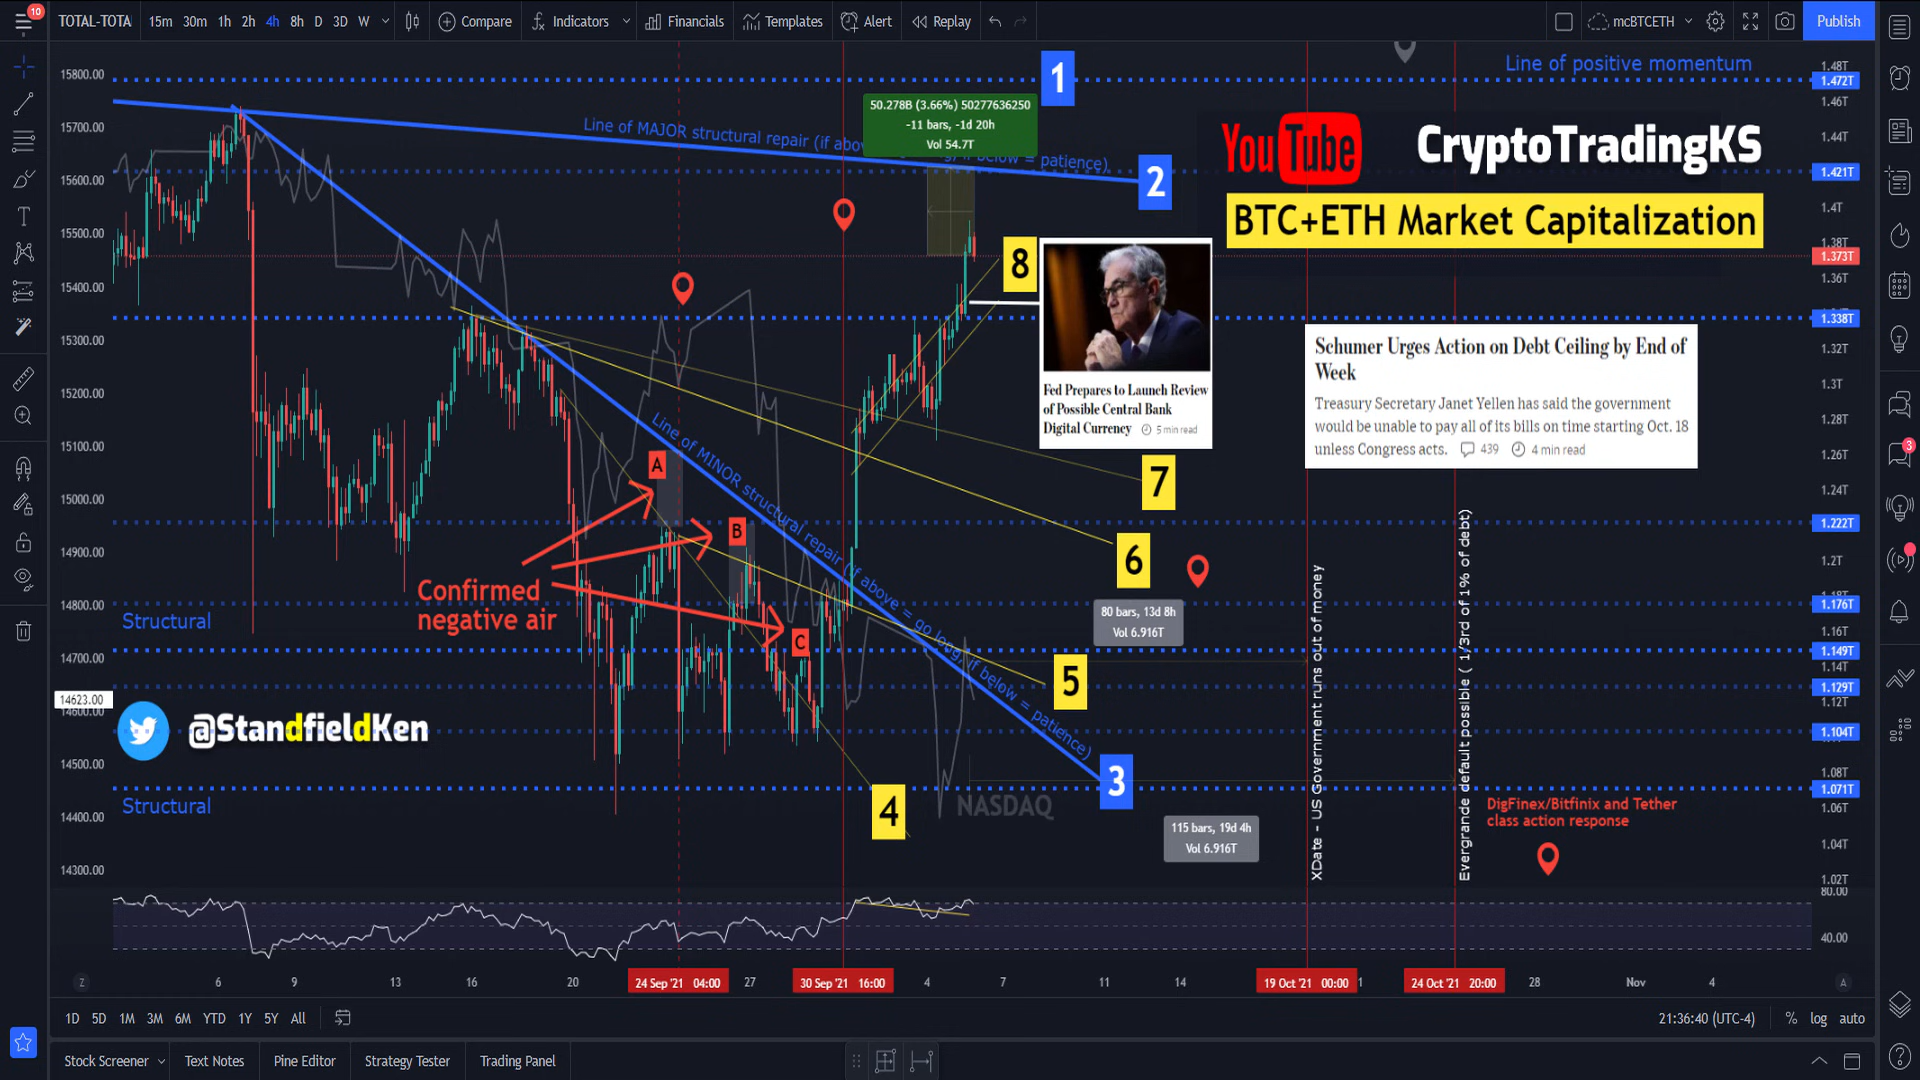 10
TOTAL-TOTA
15m 30m 1h 2h 4h 8h D 3D W
Compare
Indicators
Financials
Templates
Alert
Replay
mcBTCETH
Publish
15800.00
15700.00
15600.00
15500.00
15400.00
15300.00
15200.00
15100.00
15000.00
14900.00
14800.00
14700.00
14623.00
14600.00
14500.00
14400.00
14300.00
Line of positive momentum
1
50.278B (3.66%) 50277636250
-11 bars, -1d 20h
Vol 54.7T
Line of MAJOR structural repair (if above
if below = patience)
2
YouTube
CryptoTradingKS
BTC+ETH Market Capitalization
8
Fed Prepares to Launch Review
of Possible Central Bank
Digital Currency 5 min read
Schumer Urges Action on Debt Ceiling by End of
Week
Treasury Secretary Janet Yellen has said the government
would be unable to pay all of its bills on time starting Oct. 18
unless Congress acts. 439 4 min read
A
B
C
Line of MINOR structural repair (if above = go long, if below = patience)
7
6
5
4
3
Confirmed
negative air
Structural
Structural
80 bars, 13d 8h
Vol 6.916T
115 bars, 19d 4h
Vol 6.916T
@StandfieldKen
NASDAQ
XDate - US Government runs out of money
Evergrande default possible ( 1/3rd of 1% of debt)
DigFinex/Bitfinix and Tether
class action response
1.48T
1.472T
1.46T
1.44T
1.421T
1.4T
1.38T
1.373T
1.36T
1.338T
1.32T
1.3T
1.28T
1.26T
1.24T
1.222T
1.2T
1.176T
1.16T
1.149T
1.14T
1.129T
1.12T
1.104T
1.08T
1.071T
1.06T
1.04T
1.02T
80.00
40.00
3
Z
6 9 13 16 20 24 Sep '21 04:00 27 30 Sep '21 16:00 4 7 11 14 19 Oct '21 00:00 1 24 Oct '21 20:00 28 Nov 4
A
1D 5D 1M 3M 6M YTD 1Y 5Y All
21:36:40 (UTC-4) % log auto
Stock Screener Text Notes Pine Editor Strategy Tester Trading Panel